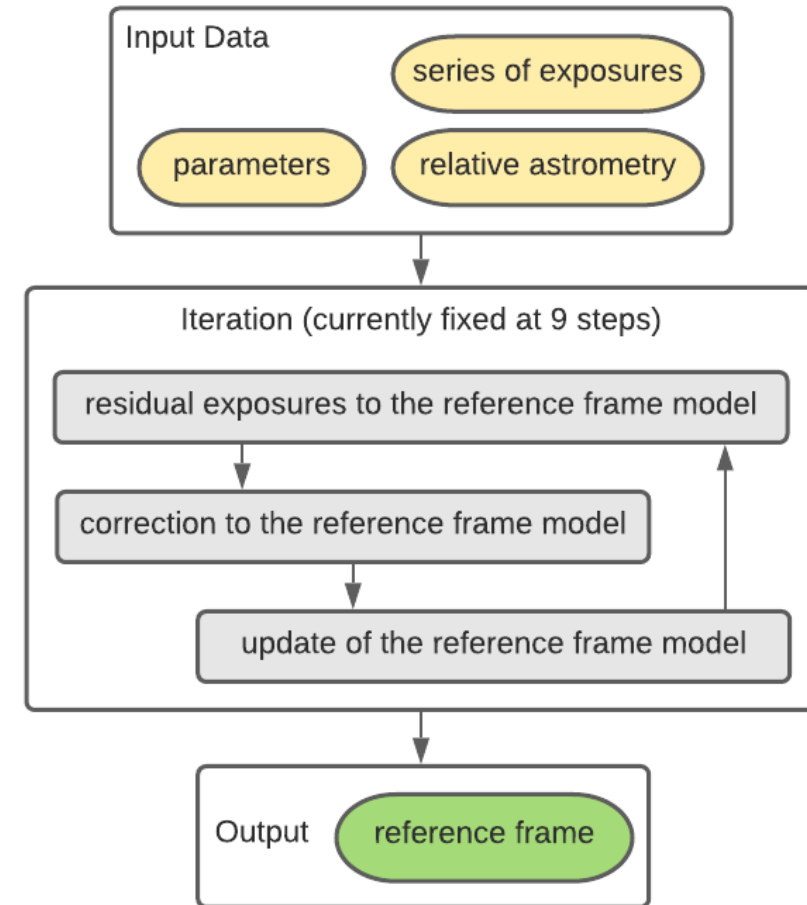 Input Data
series of exposures
parameters
relative astrometry
Iteration (currently fixed at 9 steps)
residual exposures to the reference frame model
correction to the reference frame model
update of the reference frame model
Output
reference frame